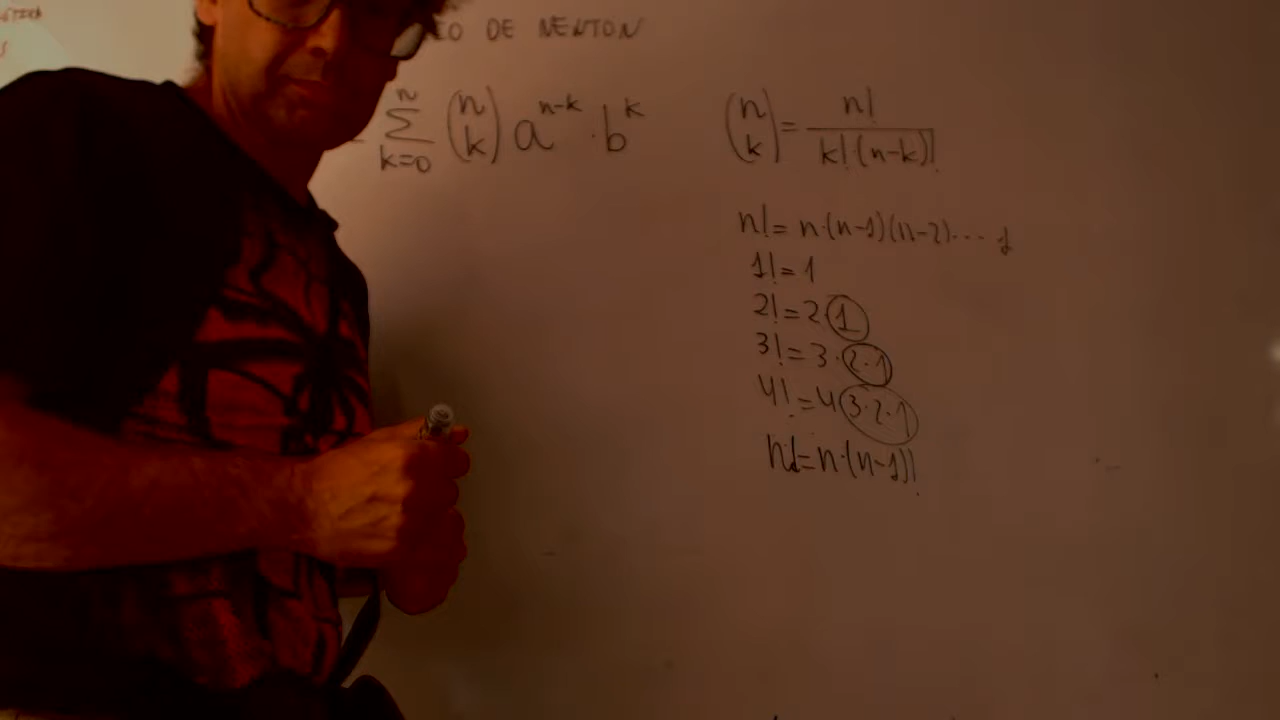 DE NEWTON
n
∑
k=0
(n k) a^{n-k} · b^k
(n k) = n! / k!·(n-k)!
n! = n·(n-1)(n-2)··· 1
1! = 1
2! = 2·1
3! = 3·2·1
4! = 4·3·2·1
n! = n·(n-1)!